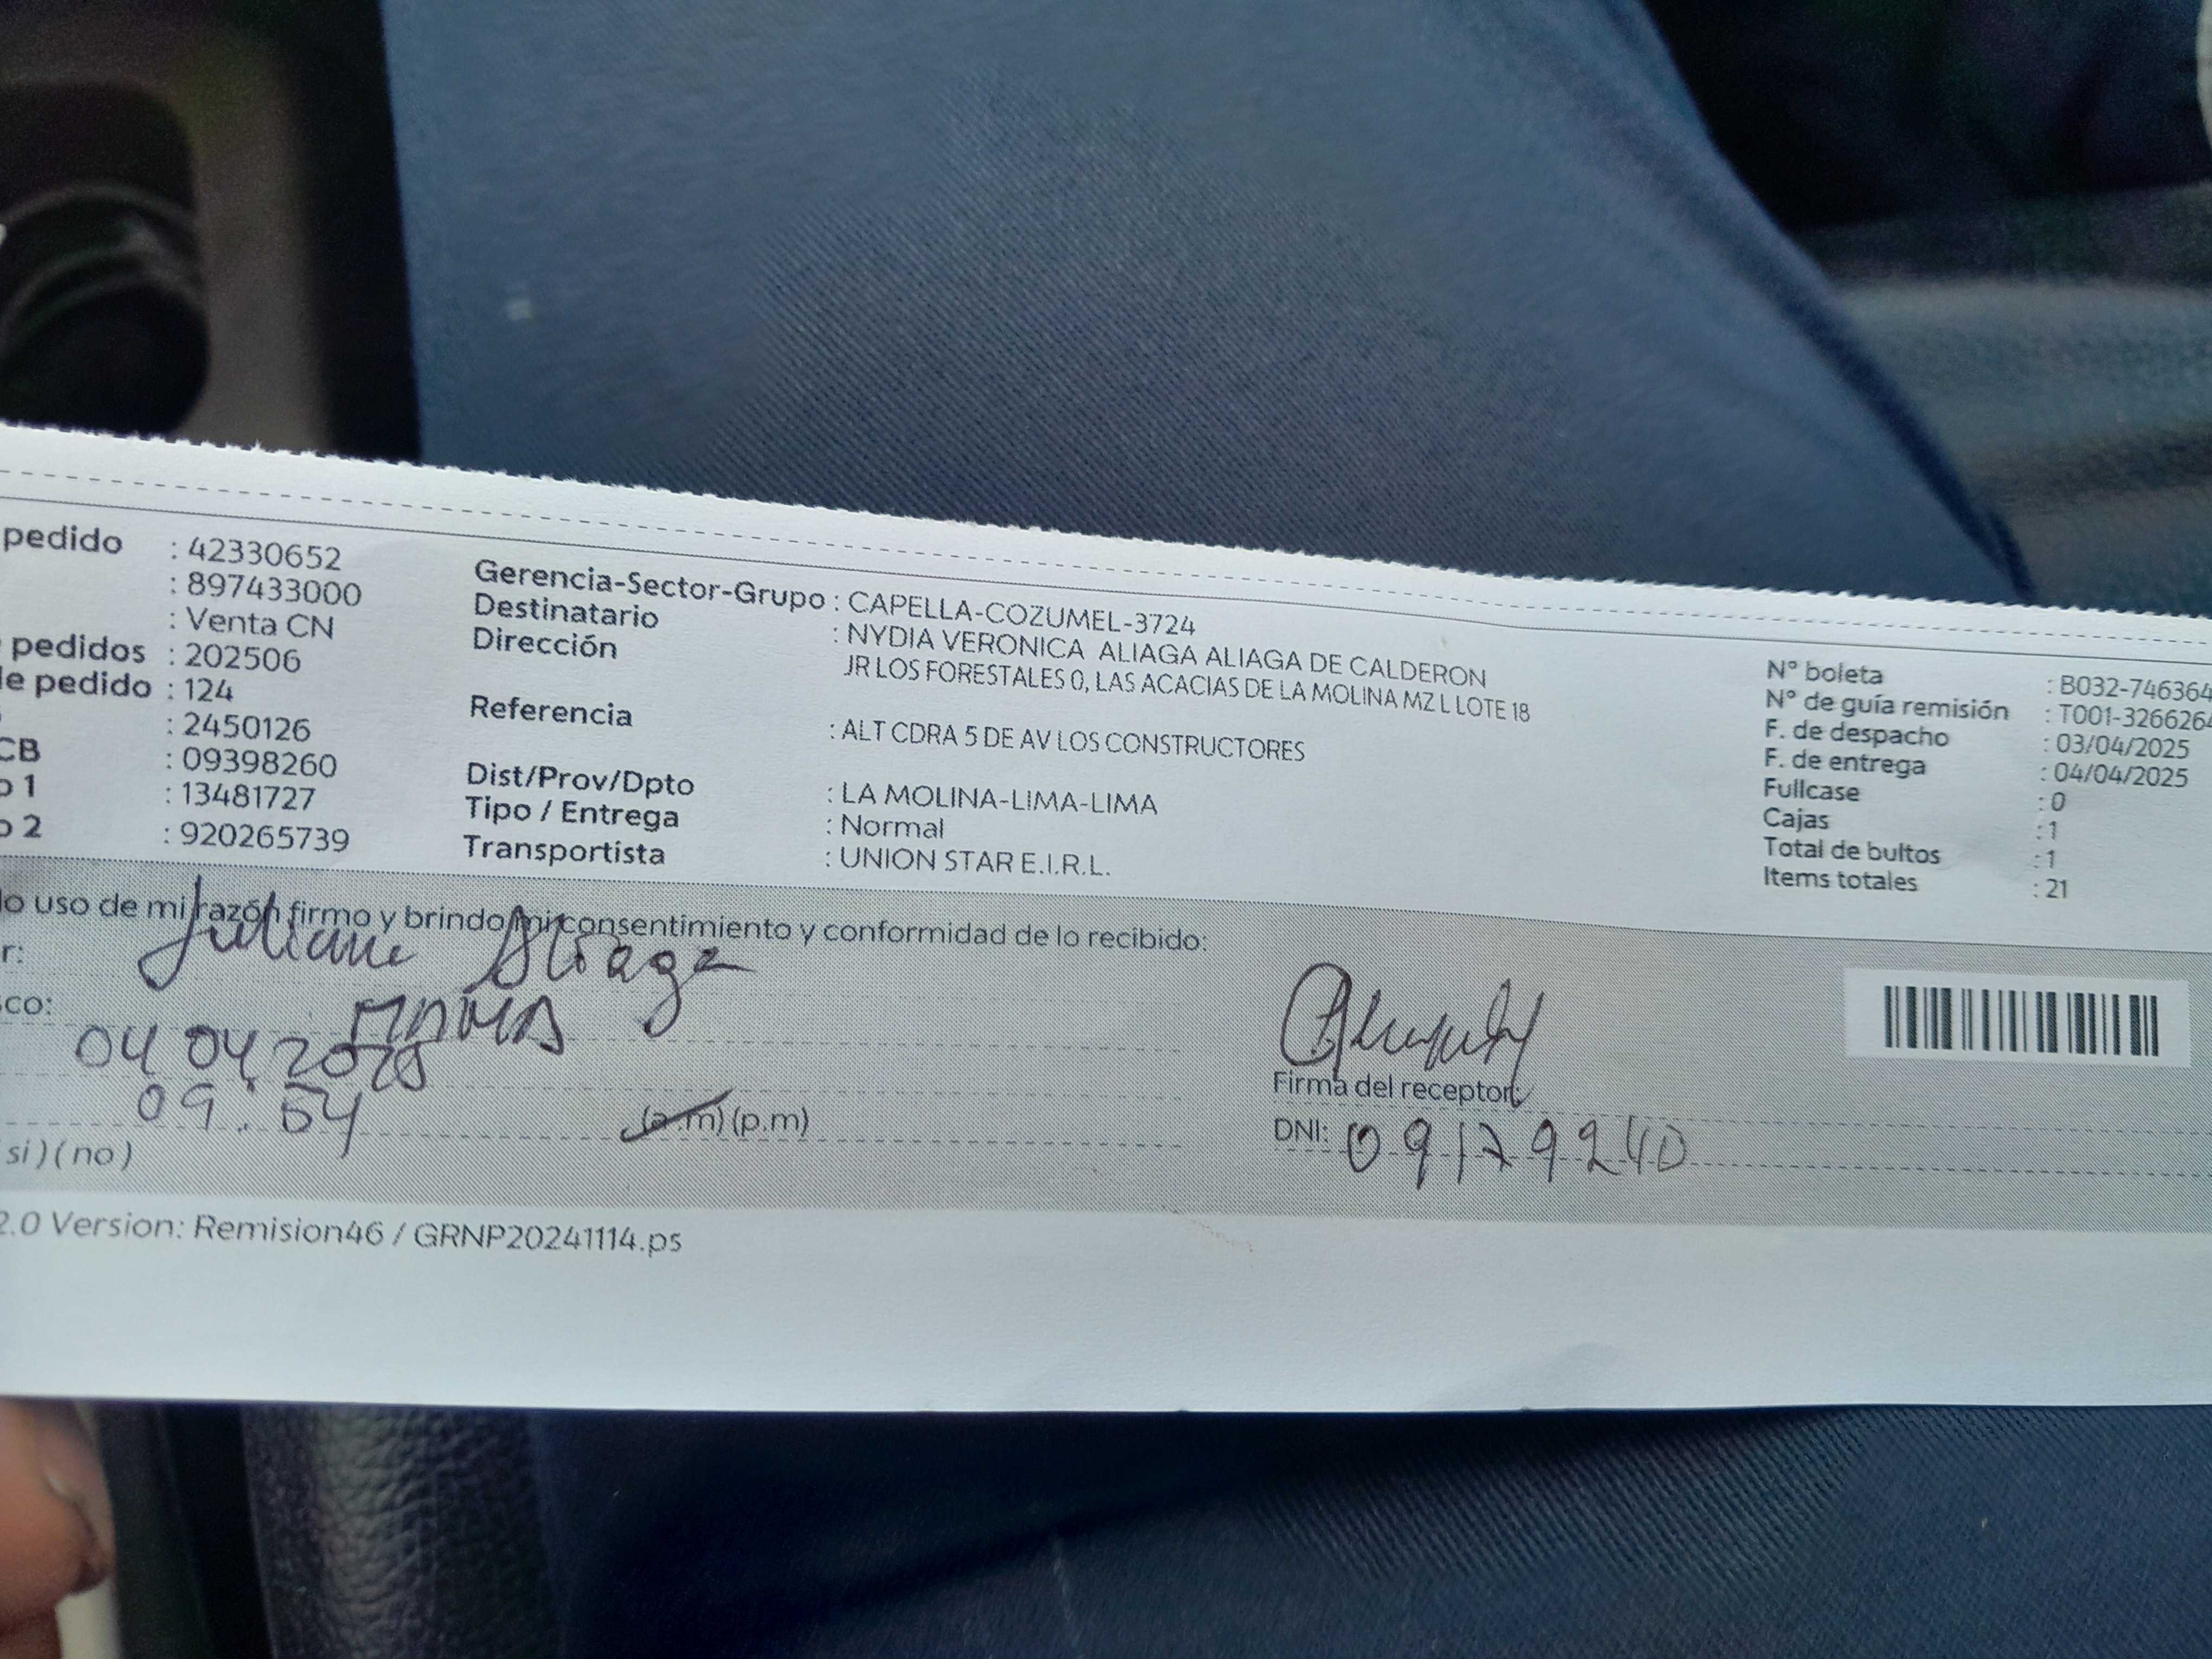 pedido : 42330652
: 897433000
: Venta CN
pedidos : 202506
le pedido : 124
: 2450126
CB : 09398260
o 1 : 13481727
o 2 : 920265739
Gerencia-Sector-Grupo : CAPELLA-COZUMEL-3724
Destinatario : NYDIA VERONICA ALIAGA ALIAGA DE CALDERON
Dirección JR LOS FORESTALES 0, LAS ACACIAS DE LA MOLINA MZ L LOTE 18
Referencia : ALT CDRA 5 DE AV LOS CONSTRUCTORES
Dist/Prov/Dpto : LA MOLINA-LIMA-LIMA
Tipo / Entrega : Normal
Transportista : UNION STAR E.I.R.L.
N° boleta : B032-746364
N° de guía remisión : T001-3266264
F. de despacho : 03/04/2025
F. de entrega : 04/04/2025
Fullcase : 0
Cajas : 1
Total de bultos : 1
Items totales : 21
lo uso de mi razón firmo y brindo mi consentimiento y conformidad de lo recibido:
r: Juliane Aliaga
sco: MAMA
04 04 2025
09:54 (a.m) (p.m)
si ) ( no )
Firma del receptor:
DNI: 09179240
2.0 Version: Remision46 / GRNP20241114.ps